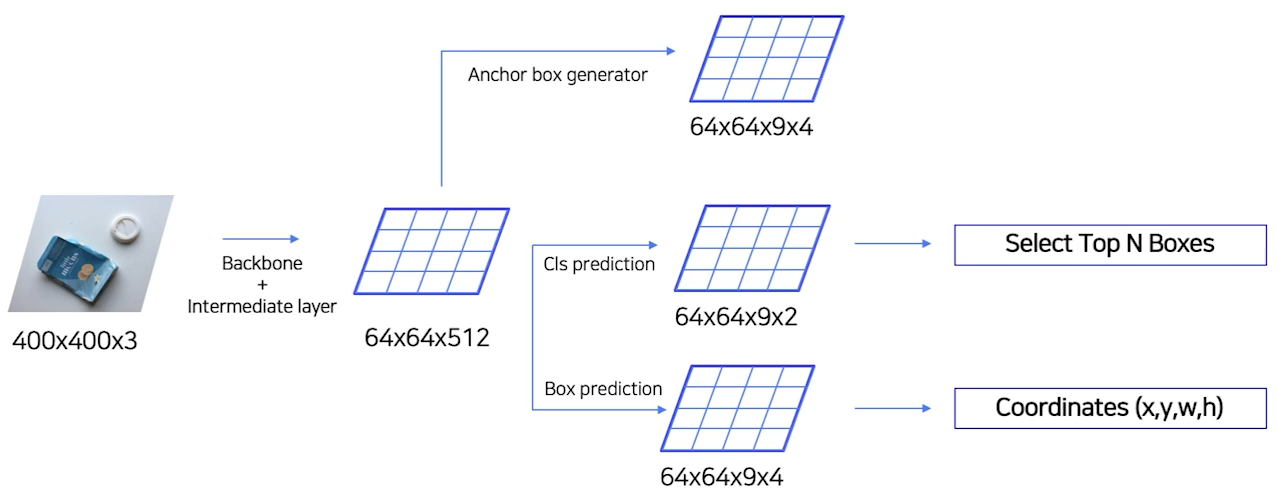 Anchor box generator
64x64x9x4
400x400x3
Backbone
+
Intermediate layer
64x64x512
Cls prediction
64x64x9x2
Select Top N Boxes
Box prediction
64x64x9x4
Coordinates (x,y,w,h)